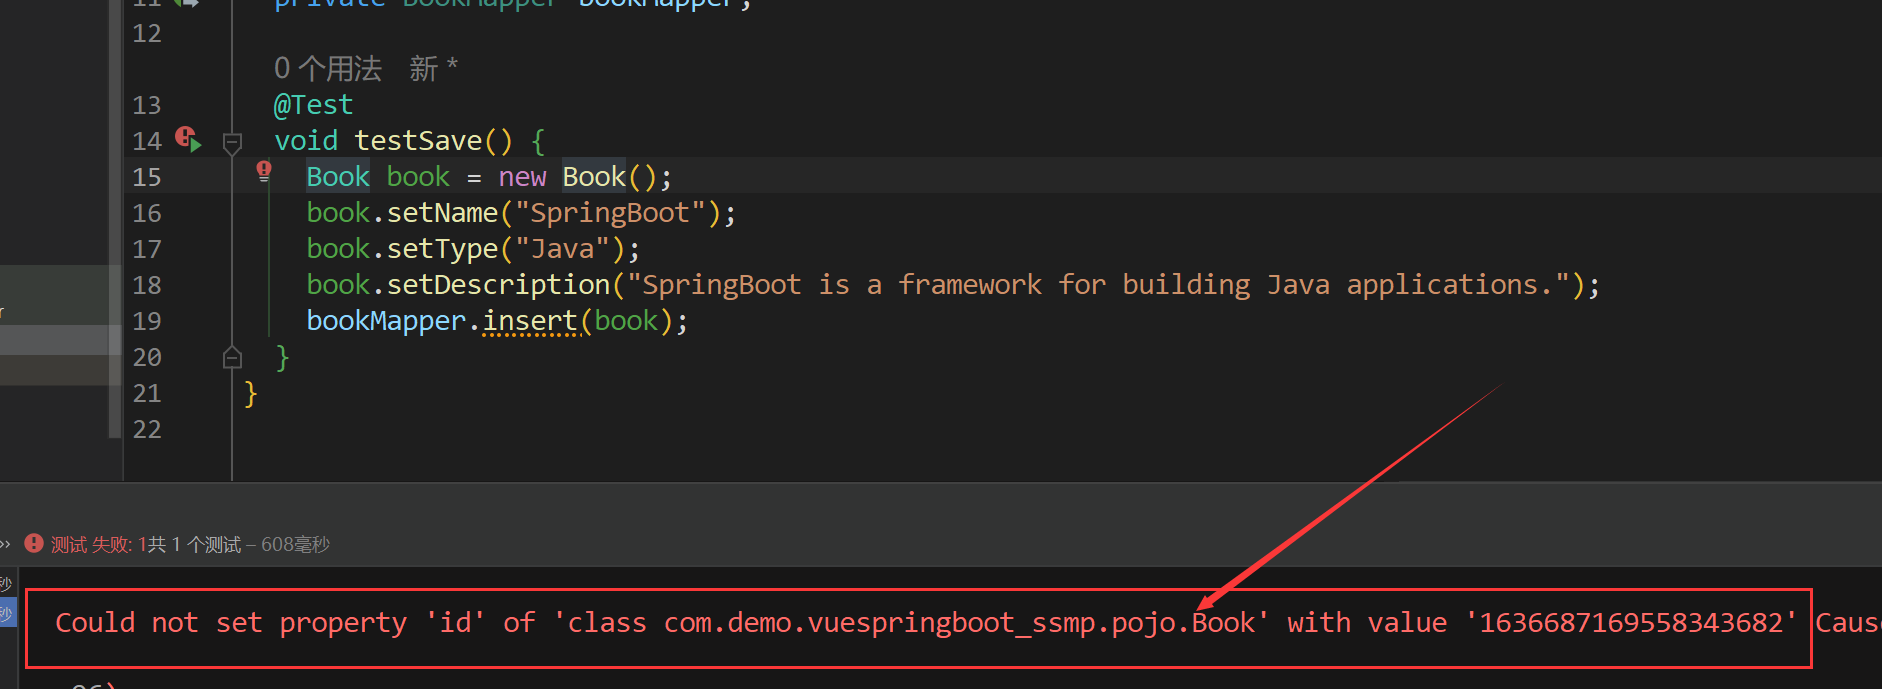 11 private BookMapper bookMapper;
12
0 个用法 新 *
13 @Test
14 void testSave() {
15 Book book = new Book();
16 book.setName("SpringBoot");
17 book.setType("Java");
18 book.setDescription("SpringBoot is a framework for building Java applications.");
19 bookMapper.insert(book);
20 }
21 }
22
» 测试 失败: 1共 1 个测试 – 608毫秒
秒
秒 Could not set property 'id' of 'class com.demo.vuespringboot_ssmp.pojo.Book' with value '1636687169558343682' Caus